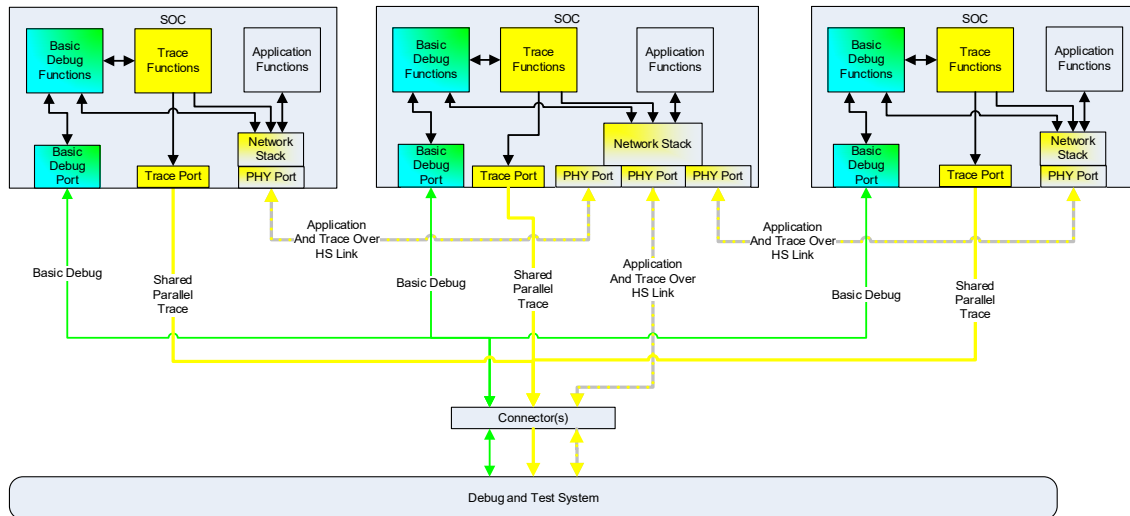 SOC
Basic
Debug
Functions
Trace
Functions
Application
Functions
Basic
Debug
Port
Trace Port
Network
Stack
PHY Port
SOC
Basic
Debug
Functions
Trace
Functions
Application
Functions
Basic
Debug
Port
Trace Port
Network Stack
PHY Port
PHY Port
PHY Port
SOC
Basic
Debug
Functions
Trace
Functions
Application
Functions
Basic
Debug
Port
Trace Port
Network
Stack
PHY Port
Application
And Trace Over
HS Link
Application
And Trace Over
HS Link
Application
And Trace Over
HS Link
Basic Debug
Shared
Parallel
Trace
Basic Debug
Shared
Parallel
Trace
Basic Debug
Shared
Parallel
Trace
Connector(s)
Debug and Test System